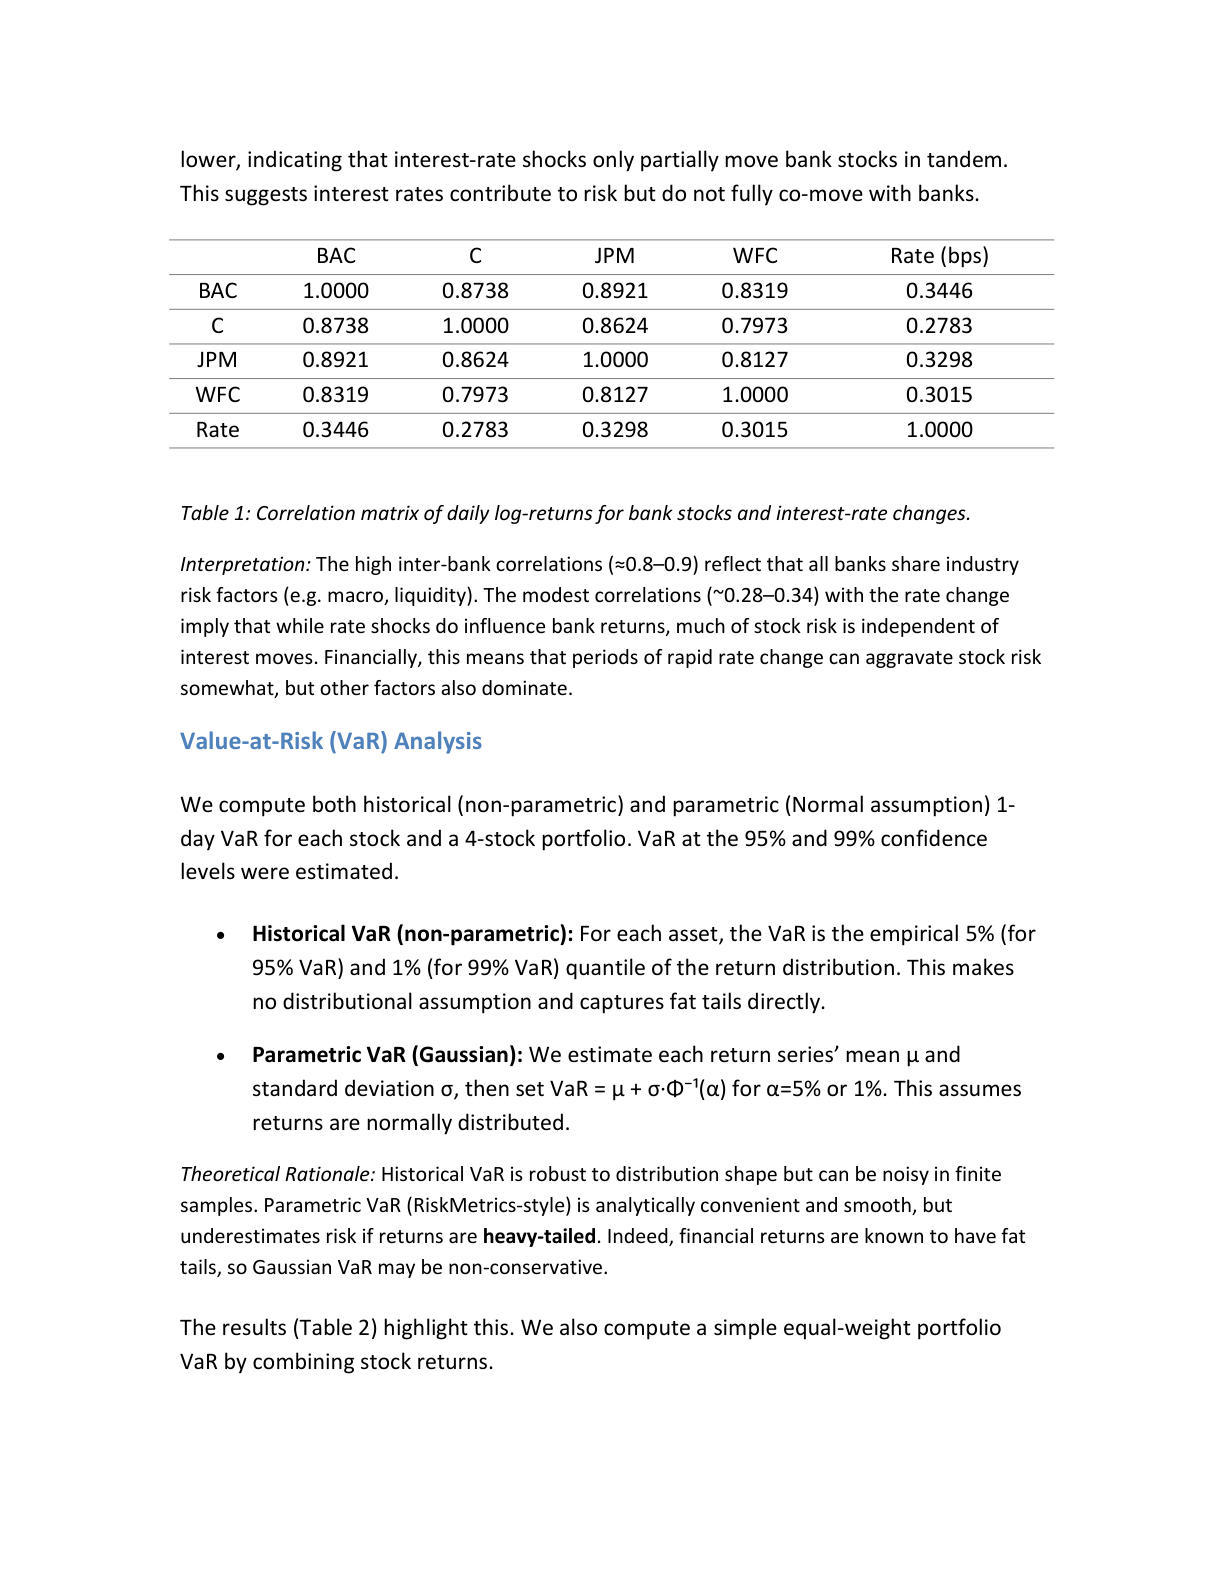 lower, indicating that interest-rate shocks only partially move bank stocks in tandem.
This suggests interest rates contribute to risk but do not fully co-move with banks.
BAC C JPM WFC Rate (bps)
BAC 1.0000 0.8738 0.8921 0.8319 0.3446
C 0.8738 1.0000 0.8624 0.7973 0.2783
JPM 0.8921 0.8624 1.0000 0.8127 0.3298
WFC 0.8319 0.7973 0.8127 1.0000 0.3015
Rate 0.3446 0.2783 0.3298 0.3015 1.0000
Table 1: Correlation matrix of daily log-returns for bank stocks and interest-rate changes.
Interpretation: The high inter-bank correlations (≈0.8–0.9) reflect that all banks share industry
risk factors (e.g. macro, liquidity). The modest correlations (~0.28–0.34) with the rate change
imply that while rate shocks do influence bank returns, much of stock risk is independent of
interest moves. Financially, this means that periods of rapid rate change can aggravate stock risk
somewhat, but other factors also dominate.
Value-at-Risk (VaR) Analysis
We compute both historical (non-parametric) and parametric (Normal assumption) 1-
day VaR for each stock and a 4-stock portfolio. VaR at the 95% and 99% confidence
levels were estimated.
• Historical VaR (non-parametric): For each asset, the VaR is the empirical 5% (for
95% VaR) and 1% (for 99% VaR) quantile of the return distribution. This makes
no distributional assumption and captures fat tails directly.
• Parametric VaR (Gaussian): We estimate each return series’ mean μ and
standard deviation σ, then set VaR = μ + σ·Φ⁻¹(α) for α=5% or 1%. This assumes
returns are normally distributed.
Theoretical Rationale: Historical VaR is robust to distribution shape but can be noisy in finite
samples. Parametric VaR (RiskMetrics-style) is analytically convenient and smooth, but
underestimates risk if returns are heavy-tailed. Indeed, financial returns are known to have fat
tails, so Gaussian VaR may be non-conservative.
The results (Table 2) highlight this. We also compute a simple equal-weight portfolio
VaR by combining stock returns.